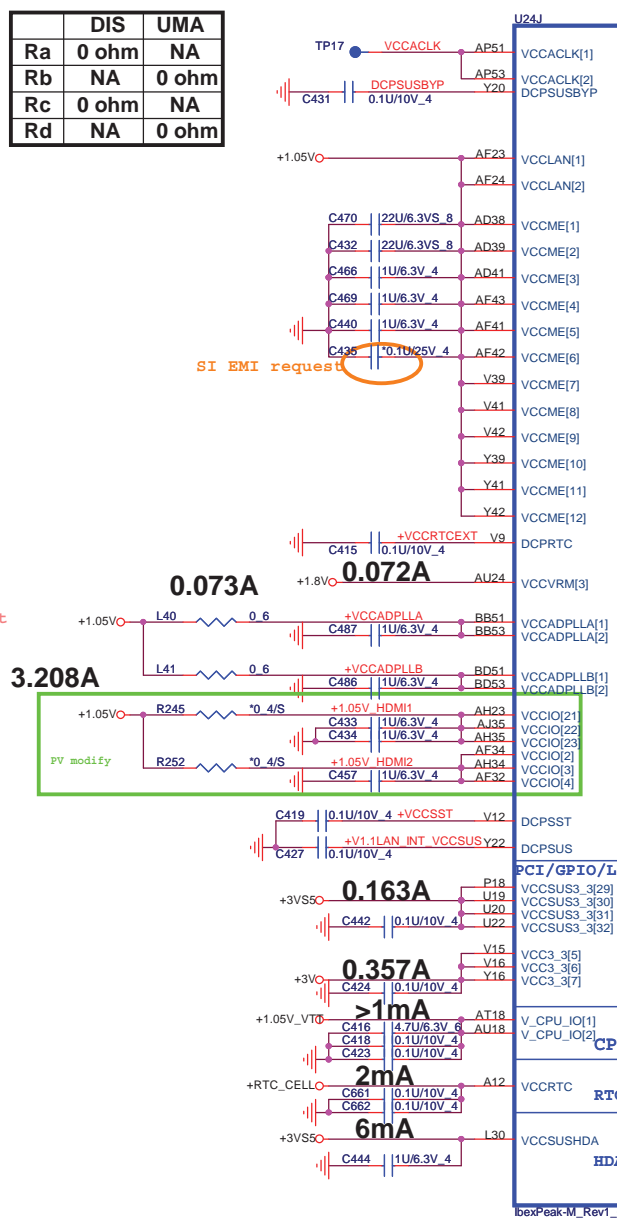 DIS UMA
Ra 0 ohm NA
Rb NA 0 ohm
Rc 0 ohm NA
Rd NA 0 ohm
U24J
TP17 VCCACLK AP51 VCCACLK[1]
AP53 VCCACLK[2]
C431 DCPSUSBYP 0.1U/10V_4 Y20 DCPSUSBYP
+1.05V AF23 VCCLAN[1]
AF24 VCCLAN[2]
C470 22U/6.3VS_8 AD38 VCCME[1]
C432 22U/6.3VS_8 AD39 VCCME[2]
C466 1U/6.3V_4 AD41 VCCME[3]
C469 1U/6.3V_4 AF43 VCCME[4]
C440 1U/6.3V_4 AF41 VCCME[5]
C435 *0.1U/25V_4 AF42 VCCME[6]
SI EMI request
V39 VCCME[7]
V41 VCCME[8]
V42 VCCME[9]
Y39 VCCME[10]
Y41 VCCME[11]
Y42 VCCME[12]
C415 +VCCRTCEXT 0.1U/10V_4 V9 DCPRTC
0.073A
+1.8V 0.072A AU24 VCCVRM[3]
t
+1.05V L40 0_6 +VCCADPLLA BB51 VCCADPLLA[1]
C487 1U/6.3V_4 BB53 VCCADPLLA[2]
L41 0_6 +VCCADPLLB BD51 VCCADPLLB[1]
C486 1U/6.3V_4 BD53 VCCADPLLB[2]
3.208A
+1.05V R245 *0_4/S +1.05V_HDMI1 AH23 VCCIO[21]
C433 1U/6.3V_4 AJ35 VCCIO[22]
C434 1U/6.3V_4 AH35 VCCIO[23]
AF34 VCCIO[2]
PV modify R252 *0_4/S +1.05V_HDMI2 AH34 VCCIO[3]
C457 1U/6.3V_4 AF32 VCCIO[4]
C419 0.1U/10V_4 +VCCSST V12 DCPSST
C427 +V1.1LAN_INT_VCCSUS 0.1U/10V_4 Y22 DCPSUS
PCI/GPIO/L
P18 VCCSUS3_3[29]
+3VS5 0.163A U19 VCCSUS3_3[30]
U20 VCCSUS3_3[31]
C442 0.1U/10V_4 U22 VCCSUS3_3[32]
V15 VCC3_3[5]
V16 VCC3_3[6]
+3V 0.357A Y16 VCC3_3[7]
C424 0.1U/10V_4
>1mA
+1.05V_VTT AT18 V_CPU_IO[1]
C416 4.7U/6.3V_6 AU18 V_CPU_IO[2]
C418 0.1U/10V_4 CP
C423 0.1U/10V_4
+RTC_CELL 2mA A12 VCCRTC
C661 0.1U/10V_4 RTC
C662 0.1U/10V_4
+3VS5 6mA L30 VCCSUSHDA
C444 1U/6.3V_4 HDA
IbexPeak-M_Rev1_